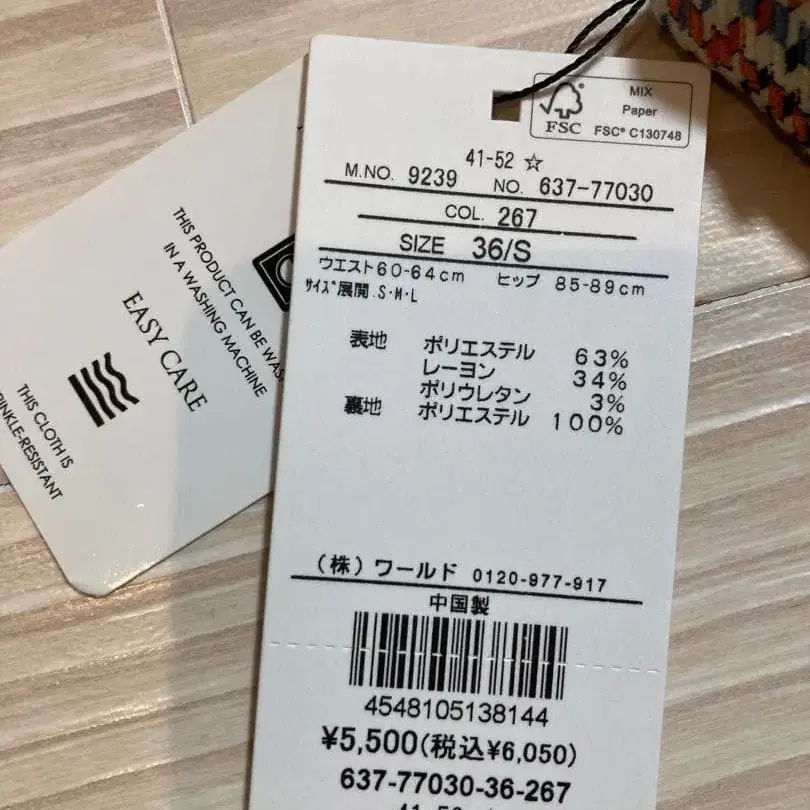 MIX
Paper
FSC
FSC® C130748
41-52 ☆
M.NO. 9239 NO. 637-77030
COL. 267
SIZE 36/S
ウエスト60-64cm ヒップ 85-89cm
サイズ展開.S・M・L
表地 ポリエステル 63%
レーヨン 34%
ポリウレタン 3%
裏地 ポリエステル 100%
(株)ワールド 0120-977-917
中国製
4548105138144
¥5,500(税込¥6,050)
637-77030-36-267
THIS PRODUCT CAN BE
IN A WASHING MACHINE
EASY CARE
THIS CLOTH IS
RINKLE-RESISTANT